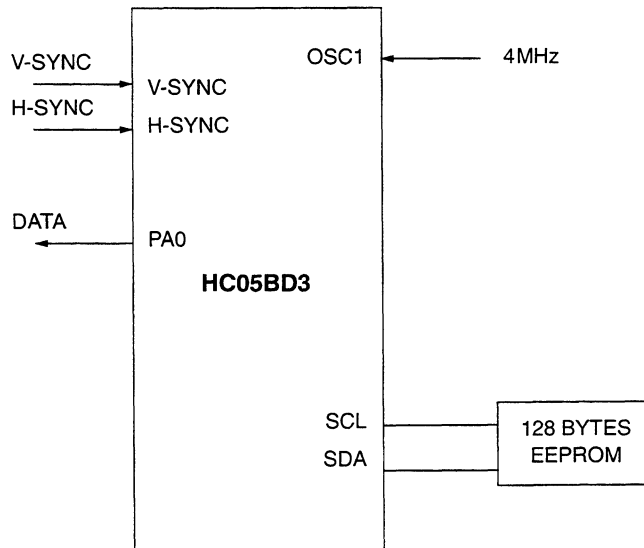 OSC1
4MHz
V-SYNC
V-SYNC
H-SYNC
H-SYNC
DATA
PA0
HC05BD3
SCL
SDA
128 BYTES
EEPROM